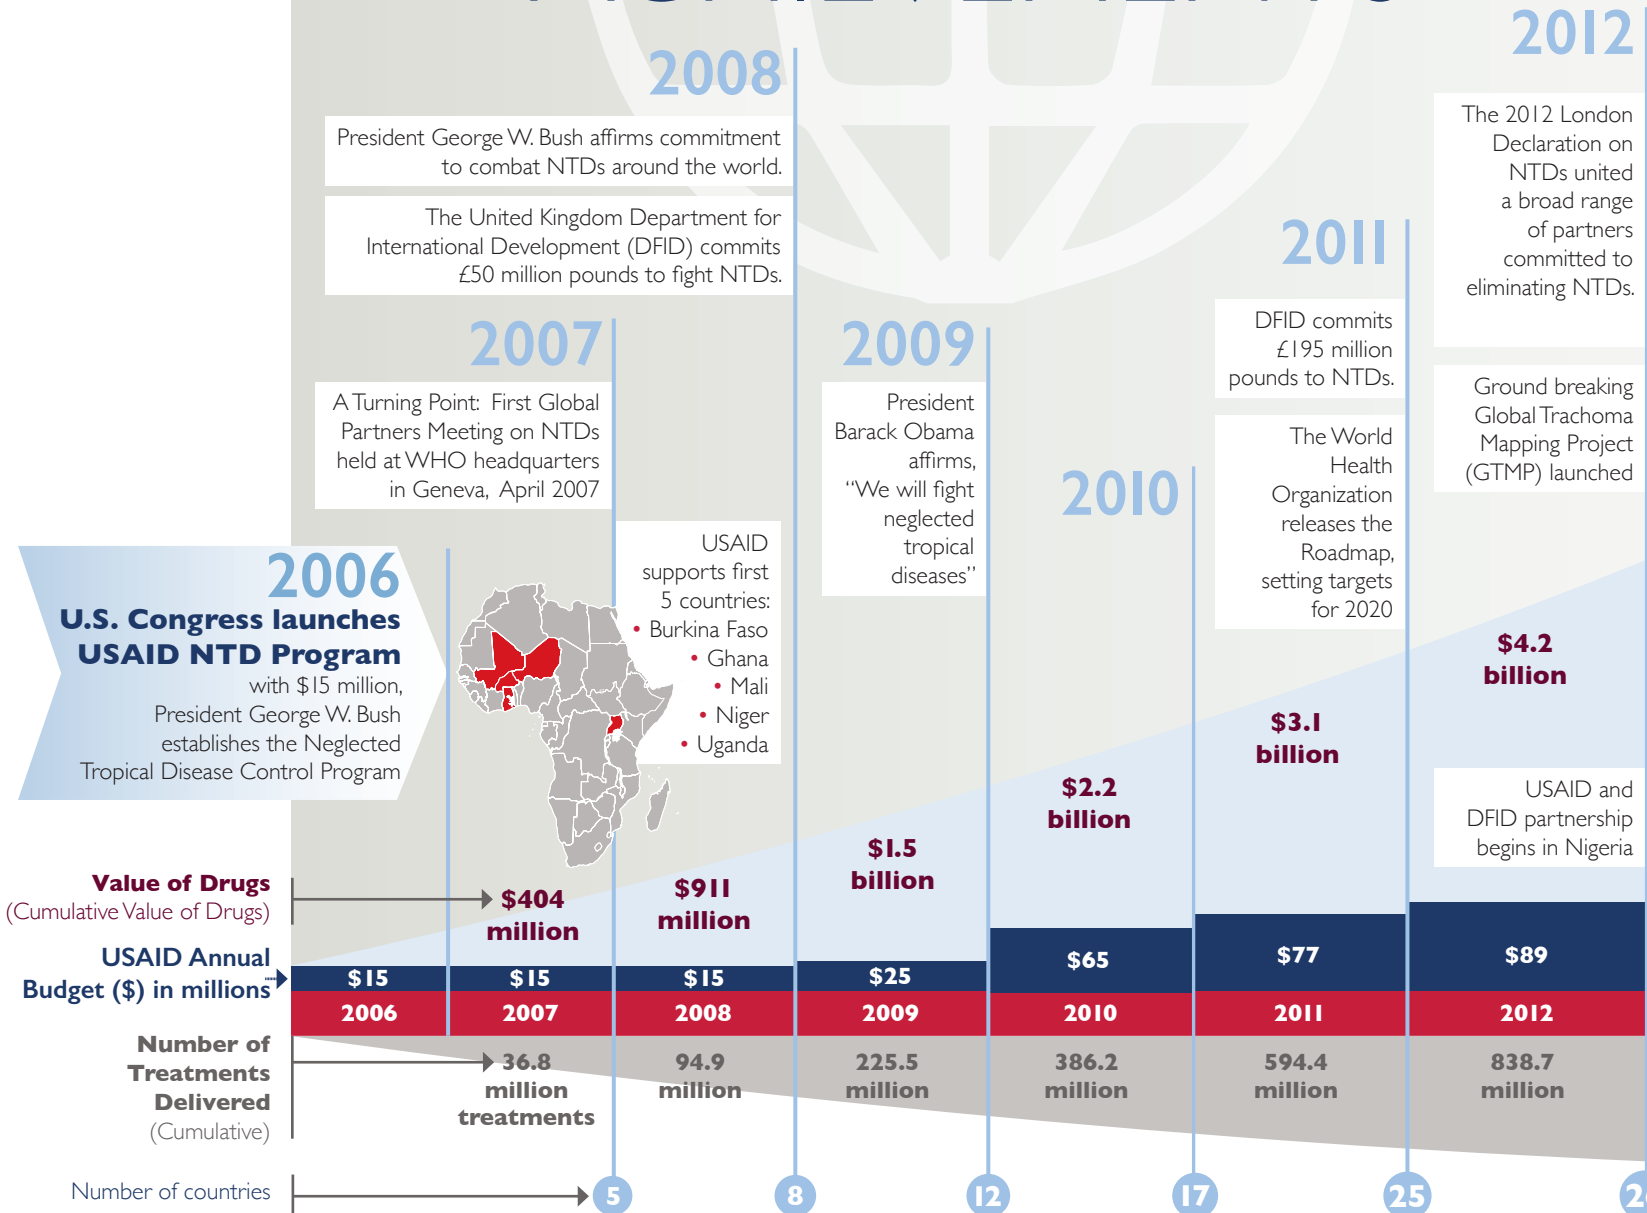 2006
U.S. Congress launches
USAID NTD Program
with $15 million,
President George W. Bush
establishes the Neglected
Tropical Disease Control Program
2007
A Turning Point: First Global
Partners Meeting on NTDs
held at WHO headquarters
in Geneva, April 2007
USAID
supports first
5 countries:
• Burkina Faso
• Ghana
• Mali
• Niger
• Uganda
2008
President George W. Bush affirms commitment
to combat NTDs around the world.
The United Kingdom Department for
International Development (DFID) commits
£50 million pounds to fight NTDs.
2009
President
Barack Obama
affirms,
“We will fight
neglected
tropical
diseases”
2010
2011
DFID commits
£195 million
pounds to NTDs.
The World
Health
Organization
releases the
Roadmap,
setting targets
for 2020
2012
The 2012 London
Declaration on
NTDs united
a broad range
of partners
committed to
eliminating NTDs.
Ground breaking
Global Trachoma
Mapping Project
(GTMP) launched
USAID and
DFID partnership
begins in Nigeria
Value of Drugs
(Cumulative Value of Drugs)
$404
million
$911
million
$1.5
billion
$2.2
billion
$3.1
billion
$4.2
billion
USAID Annual
Budget ($) in millions
$15 $15 $15 $25 $65 $77 $89
2006 2007 2008 2009 2010 2011 2012
Number of
Treatments
Delivered
(Cumulative)
36.8
million
treatments
94.9
million
225.5
million
386.2
million
594.4
million
838.7
million
Number of countries
5 8 12 17 25